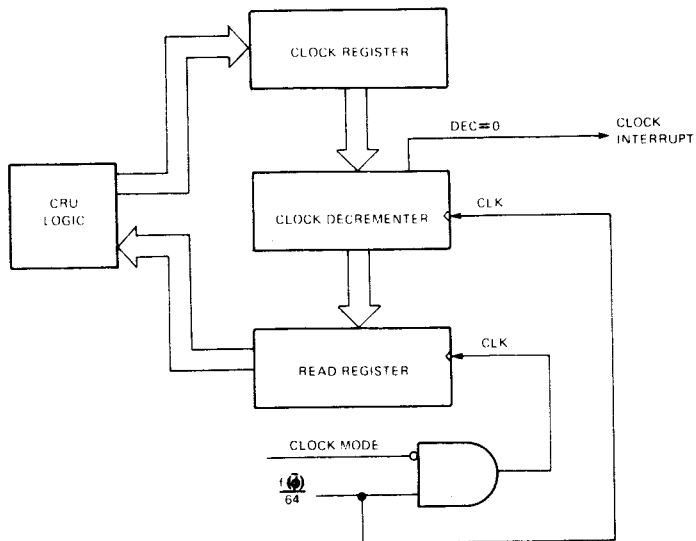 CLOCK REGISTER
DEC=0
CLOCK
INTERRUPT
CRU
LOGIC
CLOCK DECREMENTER
CLK
READ REGISTER
CLK
CLOCK MODE
f(φ̄)
64